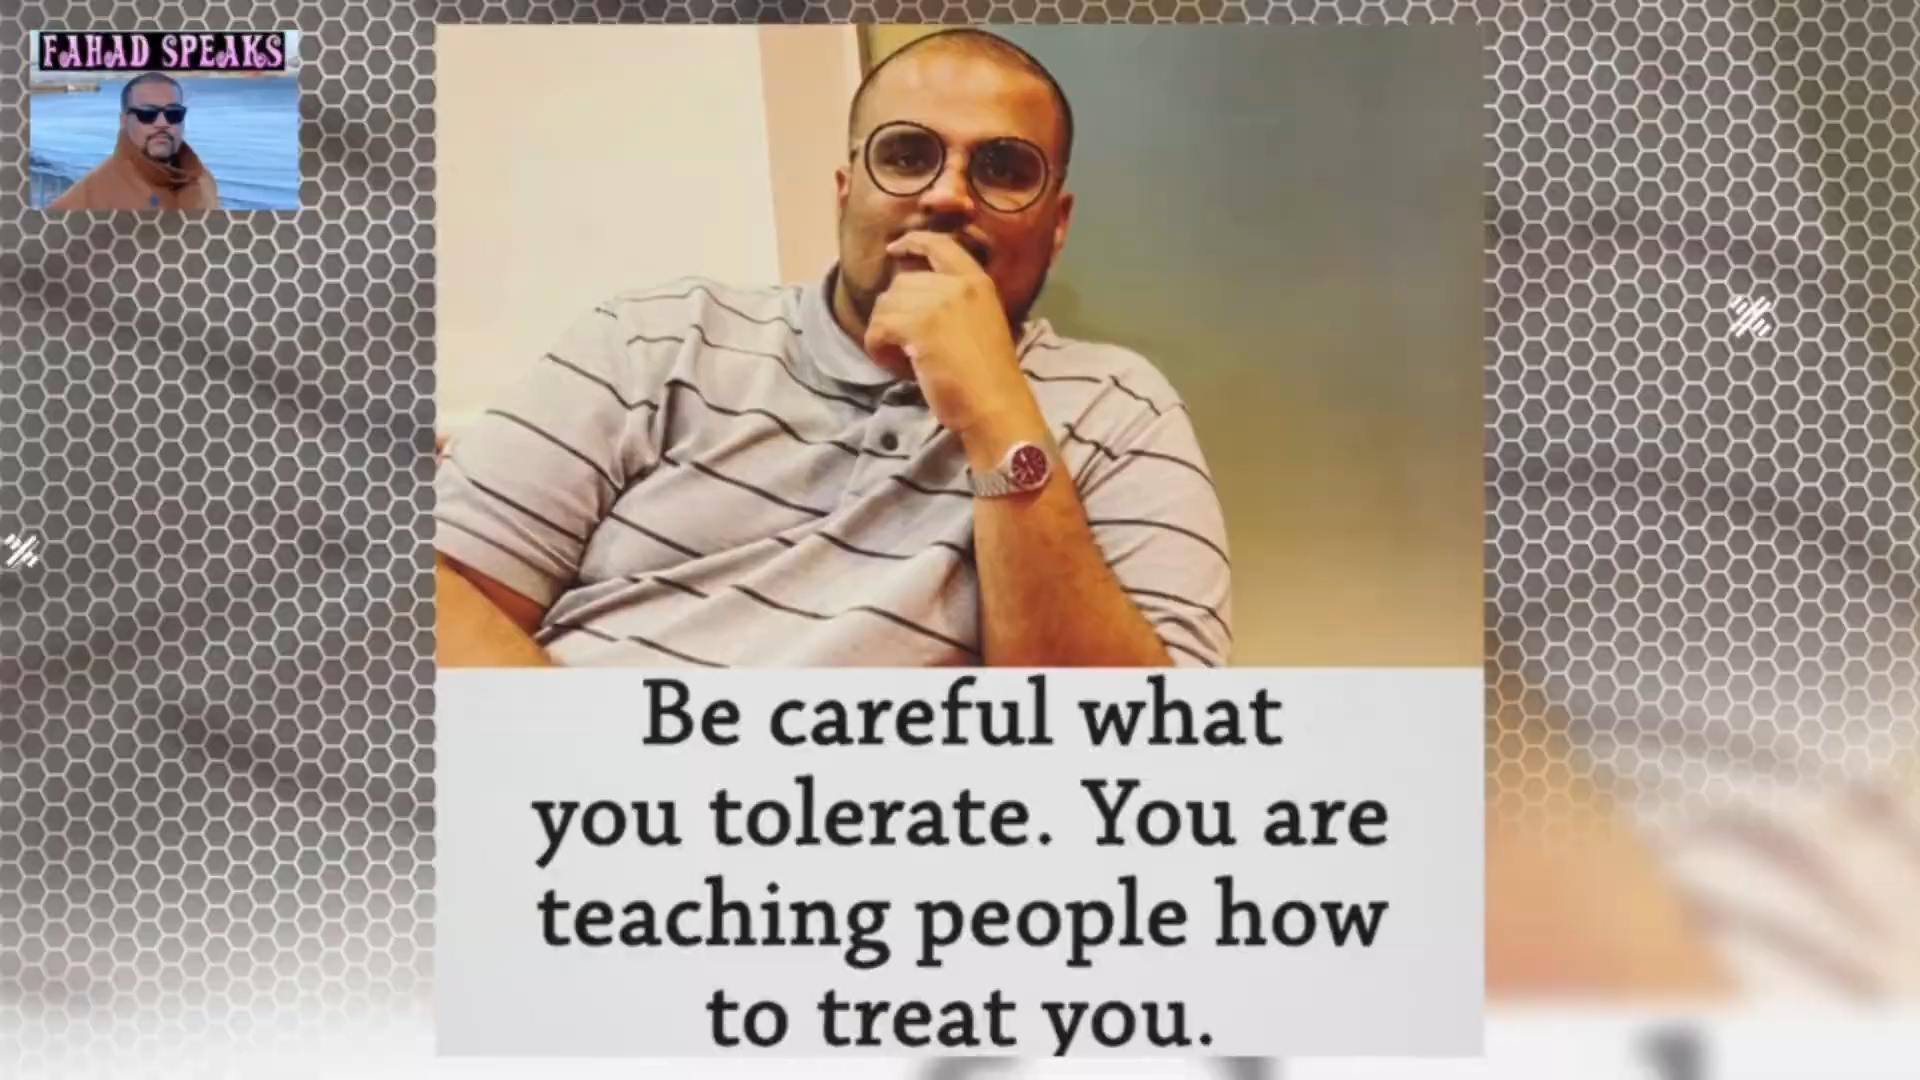 FAHAD SPEAKS
Be careful what
you tolerate. You are
teaching people how
to treat you.